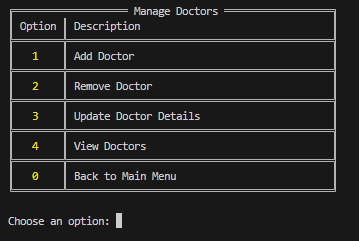 Manage Doctors
Option Description
1 Add Doctor
2 Remove Doctor
3 Update Doctor Details
4 View Doctors
0 Back to Main Menu
Choose an option: